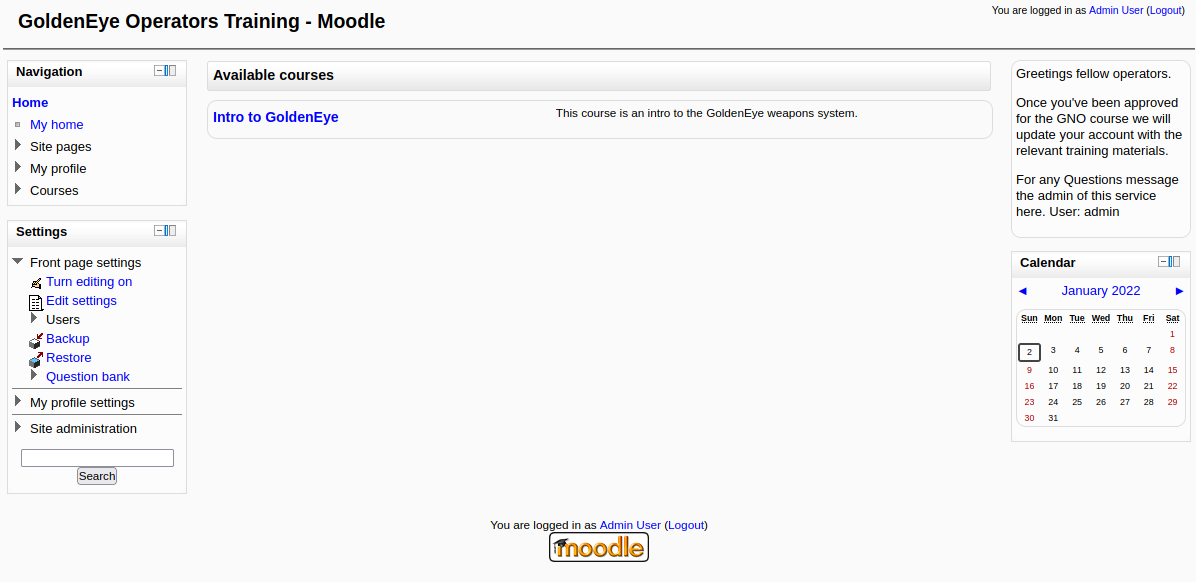 GoldenEye Operators Training - Moodle
You are logged in as Admin User (Logout)
Navigation
Home
My home
Site pages
My profile
Courses
Settings
Front page settings
Turn editing on
Edit settings
Users
Backup
Restore
Question bank
My profile settings
Site administration
Search
Available courses
Intro to GoldenEye
This course is an intro to the GoldenEye weapons system.
Greetings fellow operators.
Once you've been approved
for the GNO course we will
update your account with the
relevant training materials.
For any Questions message
the admin of this service
here. User: admin
Calendar
◄ January 2022 ►
Sun Mon Tue Wed Thu Fri Sat
1
2 3 4 5 6 7 8
9 10 11 12 13 14 15
16 17 18 19 20 21 22
23 24 25 26 27 28 29
30 31
You are logged in as Admin User (Logout)
moodle